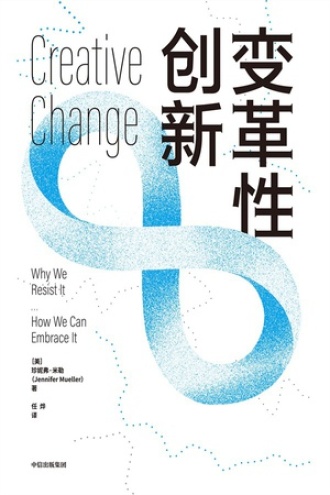 Creative
Change
变革性
创新
Why We
Resist It
...
How We Can
Embrace It
[美]
珍妮弗·米勒
(Jennifer Mueller)
著
任烨
译
中信出版集团